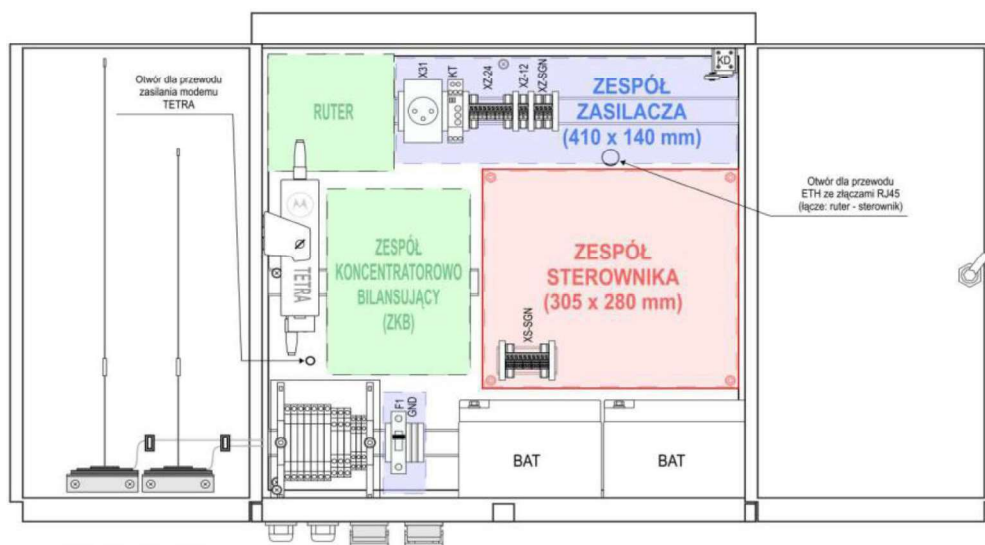 Otwór dla przewodu
zasilania modemu
TETRA
RUTER
X31
KT
XZ-24
XZ-12
XZ-SGN
KD
ZESPÓŁ
ZASILACZA
(410 x 140 mm)
Otwór dla przewodu
ETH ze złączami RJ45
(łącze: ruter - sterownik)
TETRA
ZESPÓŁ
KONCENTRATOROWO
BILANSUJĄCY
(ZKB)
ZESPÓŁ
STEROWNIKA
(305 x 280 mm)
XS-SGN
F1
GND
BAT
BAT